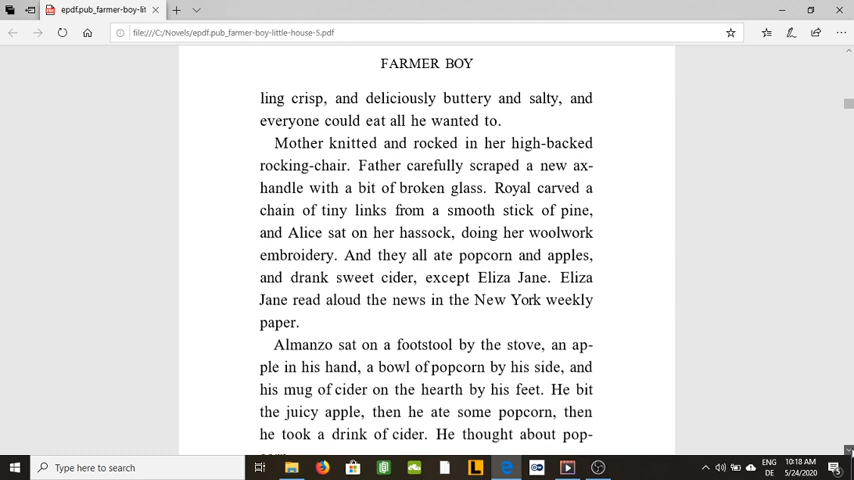 epdf.pub_farmer-boy-lit
file:///C:/Novels/epdf.pub_farmer-boy-little-house-5.pdf
FARMER BOY
ling crisp, and deliciously buttery and salty, and
everyone could eat all he wanted to.
Mother knitted and rocked in her high-backed
rocking-chair. Father carefully scraped a new ax-
handle with a bit of broken glass. Royal carved a
chain of tiny links from a smooth stick of pine,
and Alice sat on her hassock, doing her woolwork
embroidery. And they all ate popcorn and apples,
and drank sweet cider, except Eliza Jane. Eliza
Jane read aloud the news in the New York weekly
paper.
Almanzo sat on a footstool by the stove, an ap-
ple in his hand, a bowl of popcorn by his side, and
his mug of cider on the hearth by his feet. He bit
the juicy apple, then he ate some popcorn, then
he took a drink of cider. He thought about pop-
Type here to search
ENG
DE
10:18 AM
5/24/2020